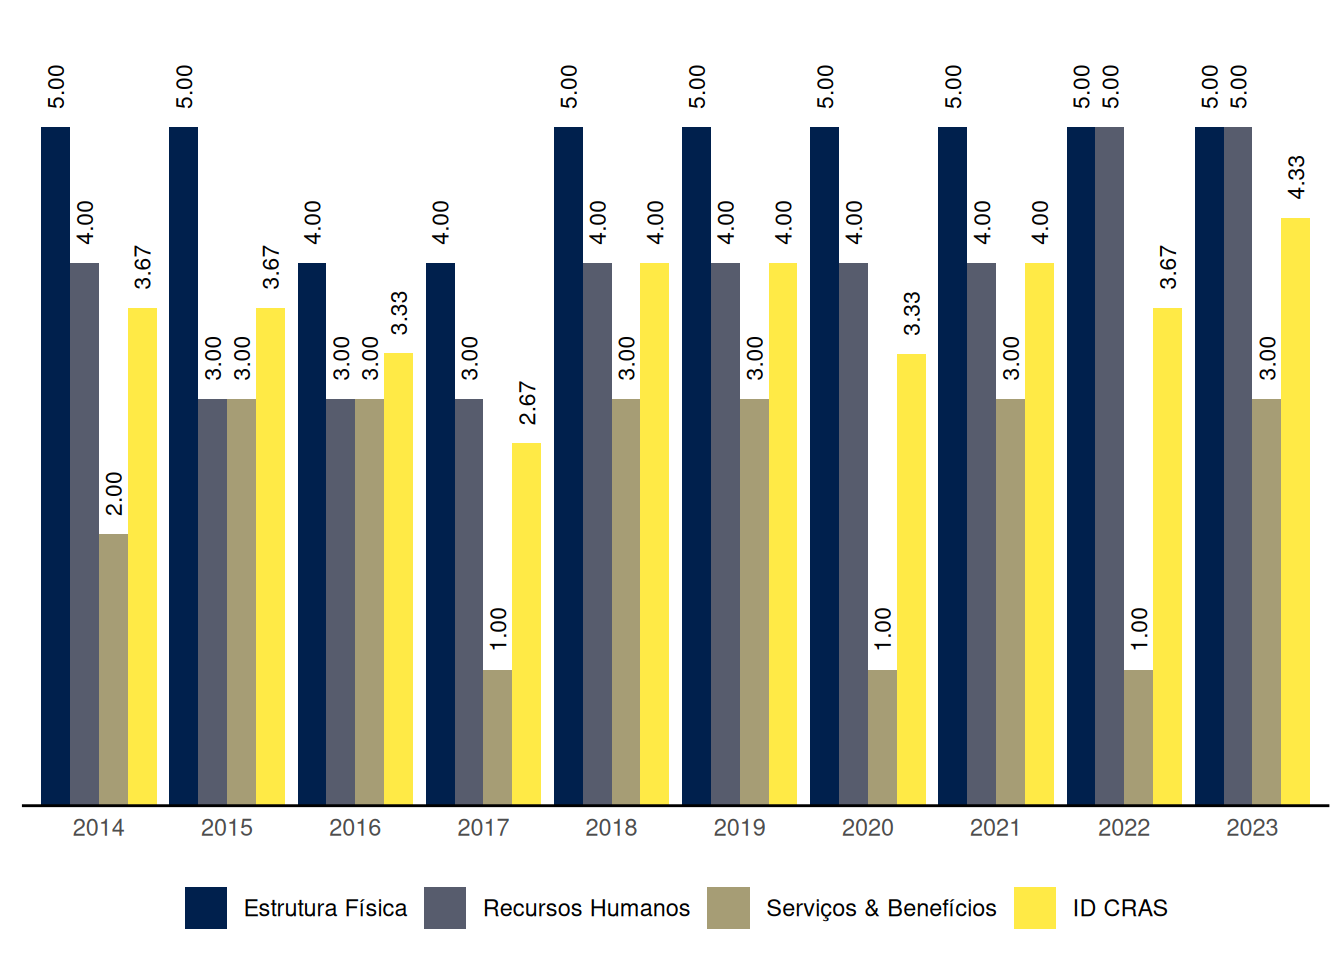 5.00 4.00 2.00 3.67 5.00 3.00 3.00 3.67 4.00 3.00 3.00 3.33 4.00 3.00 1.00 2.67 5.00 4.00 3.00 4.00 5.00 4.00 3.00 4.00 5.00 4.00 1.00 3.33 5.00 4.00 3.00 4.00 5.00 5.00 1.00 3.67 5.00 5.00 3.00 4.33
2014 2015 2016 2017 2018 2019 2020 2021 2022 2023
Estrutura Física Recursos Humanos Serviços & Benefícios ID CRAS